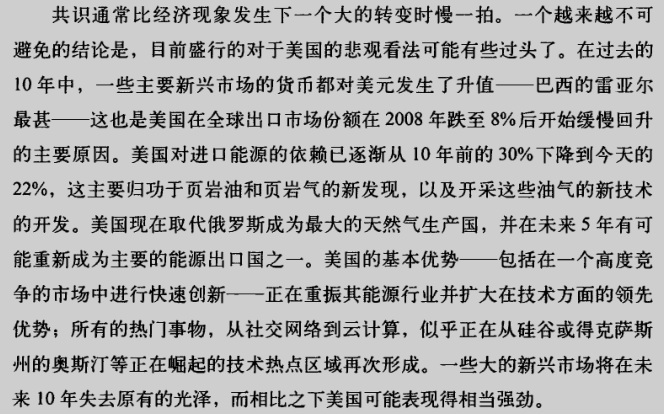 共识通常比经济现象发生下一个大的转变时慢一拍。一个越来越不可
避免的结论是，目前盛行的对于美国的悲观看法可能有些过头了。在过去的
10年中，一些主要新兴市场的货币都对美元发生了升值——巴西的雷亚尔
最甚——这也是美国在全球出口市场份额在2008年跌至8%后开始缓慢回升
的主要原因。美国对进口能源的依赖已逐渐从10年前的30%下降到今天的
22%，这主要归功于页岩油和页岩气的新发现，以及开采这些油气的新技术
的开发。美国现在取代俄罗斯成为最大的天然气生产国，并在未来5年有可
能重新成为主要的能源出口国之一。美国的基本优势——包括在一个高度竞
争的市场中进行快速创新——正在重振其能源行业并扩大在技术方面的领先
优势；所有的热门事物，从社交网络到云计算，似乎正在从硅谷或得克萨斯
州的奥斯汀等正在崛起的技术热点区域再次形成。一些大的新兴市场将在未
来10年失去原有的光泽，而相比之下美国可能表现得相当强劲。